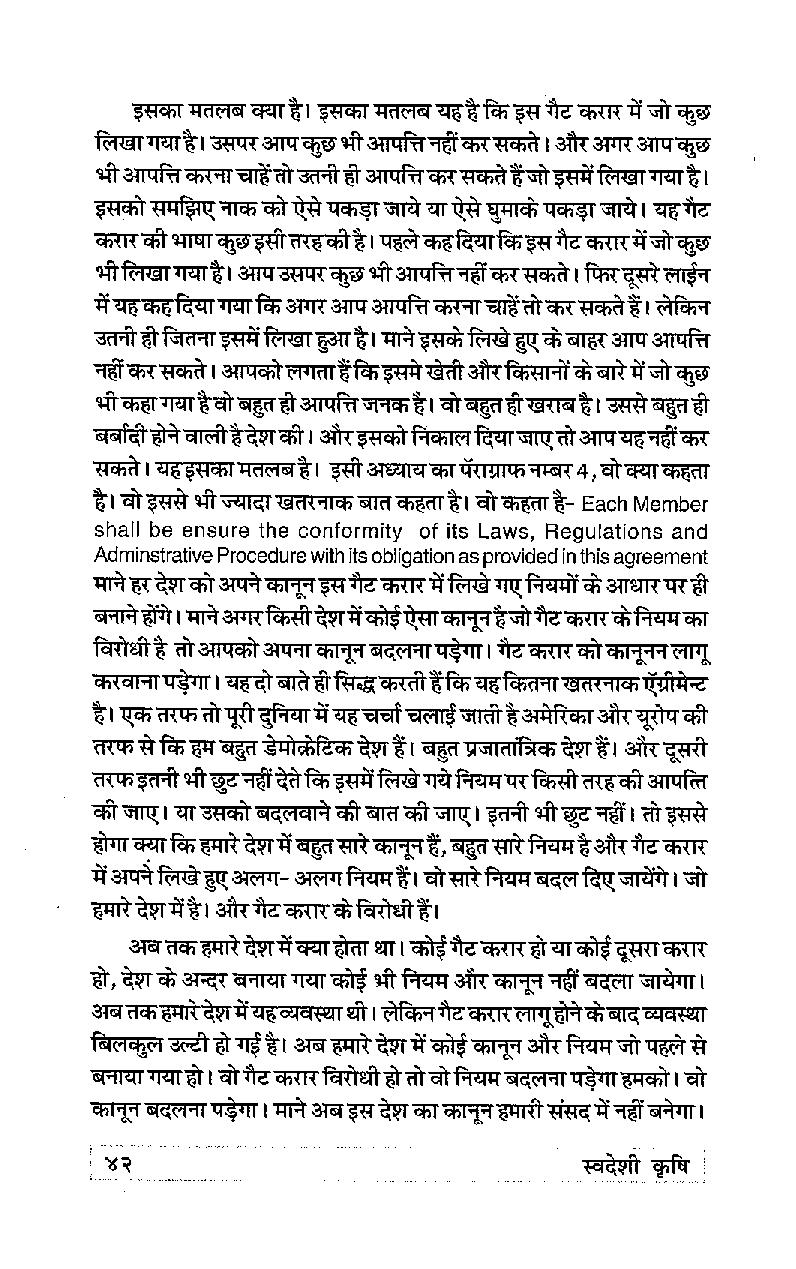 इसका मतलब क्या है। इसका मतलब यह है कि इस गैट करार में जो कुछ
लिखा गया है। उसपर आप कुछ भी आपत्ति नहीं कर सकते। और अगर आप कुछ
भी आपत्ति करना चाहें तो उतनी ही आपत्ति कर सकते हैं जो इसमें लिखा गया है।
इसको समझिए नाक को ऐसे पकड़ा जाये या ऐसे घुमाके पकड़ा जाये। यह गैट
करार की भाषा कुछ इसी तरह की है। पहले कह दिया कि इस गैट करार में जो कुछ
भी लिखा गया है। आप उसपर कुछ भी आपत्ति नहीं कर सकते। फिर दूसरे लाईन
में यह कह दिया गया कि अगर आप आपत्ति करना चाहें तो कर सकते हैं। लेकिन
उतनी ही जितना इसमें लिखा हुआ है। माने इसके लिखे हुए के बाहर आप आपत्ति
नहीं कर सकते। आपको लगता हैं कि इसमे खेती और किसानों के बारे में जो कुछ
भी कहा गया है वो बहुत ही आपत्ति जनक है। वो बहुत ही खराब है। उससे बहुत ही
बर्बादी होने वाली है देश की। और इसको निकाल दिया जाए तो आप यह नहीं कर
सकते। यह इसका मतलब है। इसी अध्याय का पॅराग्राफ नम्बर 4, वो क्या कहता
है। वो इससे भी ज्यादा खतरनाक बात कहता है। वो कहता है- Each Member
shall be ensure the conformity of its Laws, Regulations and
Adminstrative Procedure with its obligation as provided in this agreement
माने हर देश को अपने कानून इस गैट करार में लिखे गए नियमों के आधार पर ही
बनाने होंगे। माने अगर किसी देश में कोई ऐसा कानून है जो गैट करार के नियम का
विरोधी है तो आपको अपना कानून बदलना पड़ेगा। गैट करार को कानूनन लागू
करवाना पड़ेगा। यह दो बाते ही सिद्ध करती हैं कि यह कितना खतरनाक ऍग्रीमेन्ट
है। एक तरफ तो पूरी दुनिया में यह चर्चा चलाई जाती है अमेरिका और यूरोप की
तरफ से कि हम बहुत डेमोक्रेटिक देश हैं। बहुत प्रजातांत्रिक देश हैं। और दूसरी
तरफ इतनी भी छुट नहीं देते कि इसमें लिखे गये नियम पर किसी तरह की आपत्ति
की जाए। या उसको बदलवाने की बात की जाए। इतनी भी छुट नहीं। तो इससे
होगा क्या कि हमारे देश में बहुत सारे कानून हैं, बहुत सारे नियम है और गैट करार
में अपने लिखे हुए अलग- अलग नियम हैं। वो सारे नियम बदल दिए जायेंगे। जो
हमारे देश में है। और गैट करार के विरोधी हैं।
अब तक हमारे देश में क्या होता था। कोई गैट करार हो या कोई दूसरा करार
हो, देश के अन्दर बनाया गया कोई भी नियम और कानून नहीं बदला जायेगा।
अब तक हमारे देश में यह व्यवस्था थी। लेकिन गैट करार लागू होने के बाद व्यवस्था
बिलकुल उल्टी हो गई है। अब हमारे देश में कोई कानून और नियम जो पहले से
बनाया गया हो। वो गैट करार विरोधी हो तो वो नियम बदलना पड़ेगा हमको। वो
कानून बदलना पड़ेगा। माने अब इस देश का कानून हमारी संसद में नहीं बनेगा।
४२ स्वदेशी कृषि